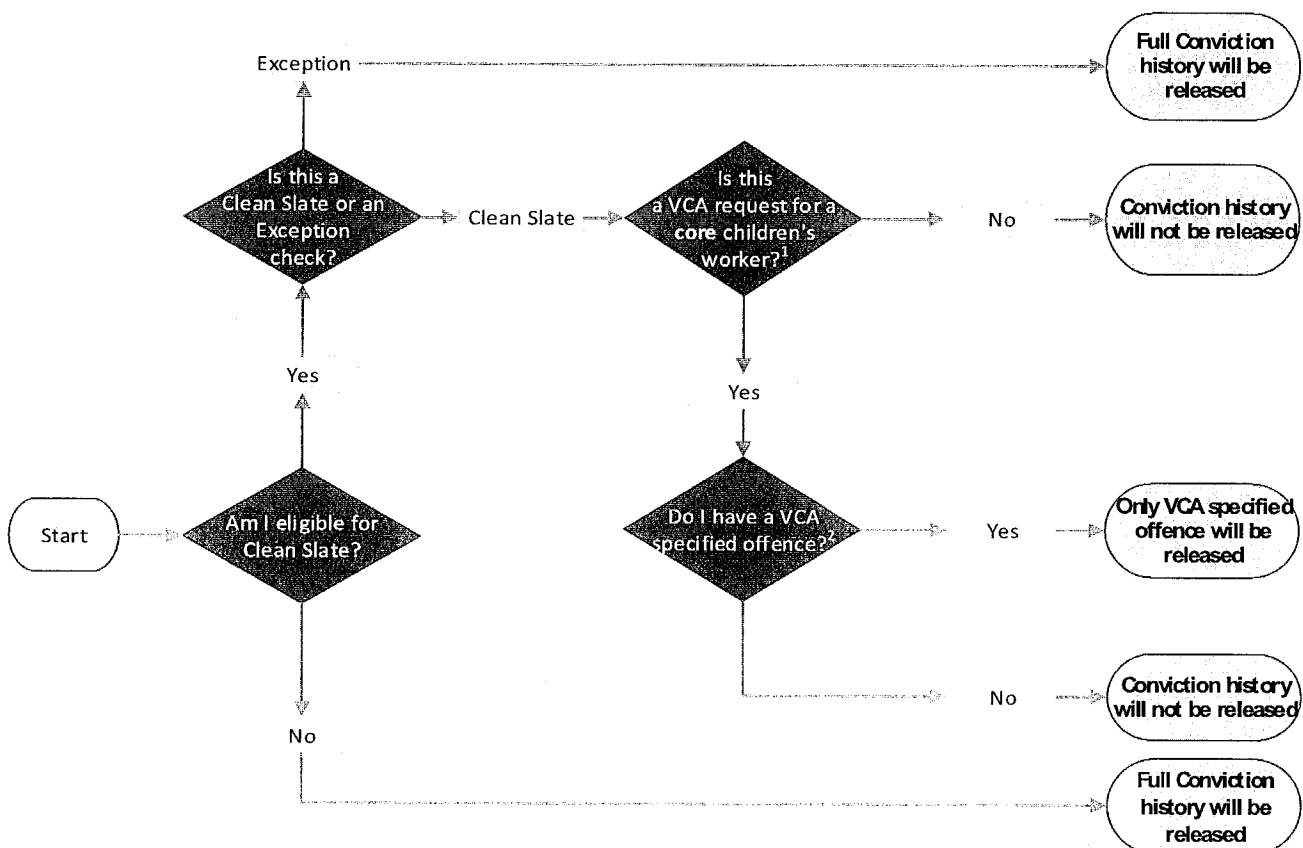 Exception
Full Conviction
history will be
released
Is this a
Clean Slate or an
Exception
check?
Clean Slate
Is this
a VCA request for a
core children's
worker?1
No
Conviction history
will not be released
Yes
Yes
Start
Am I eligible for
Clean Slate?
Do I have a VCA
specified offence?2
Yes
Only VCA specified
offence will be
released
No
Conviction history
will not be released
No
Full Conviction
history will be
released